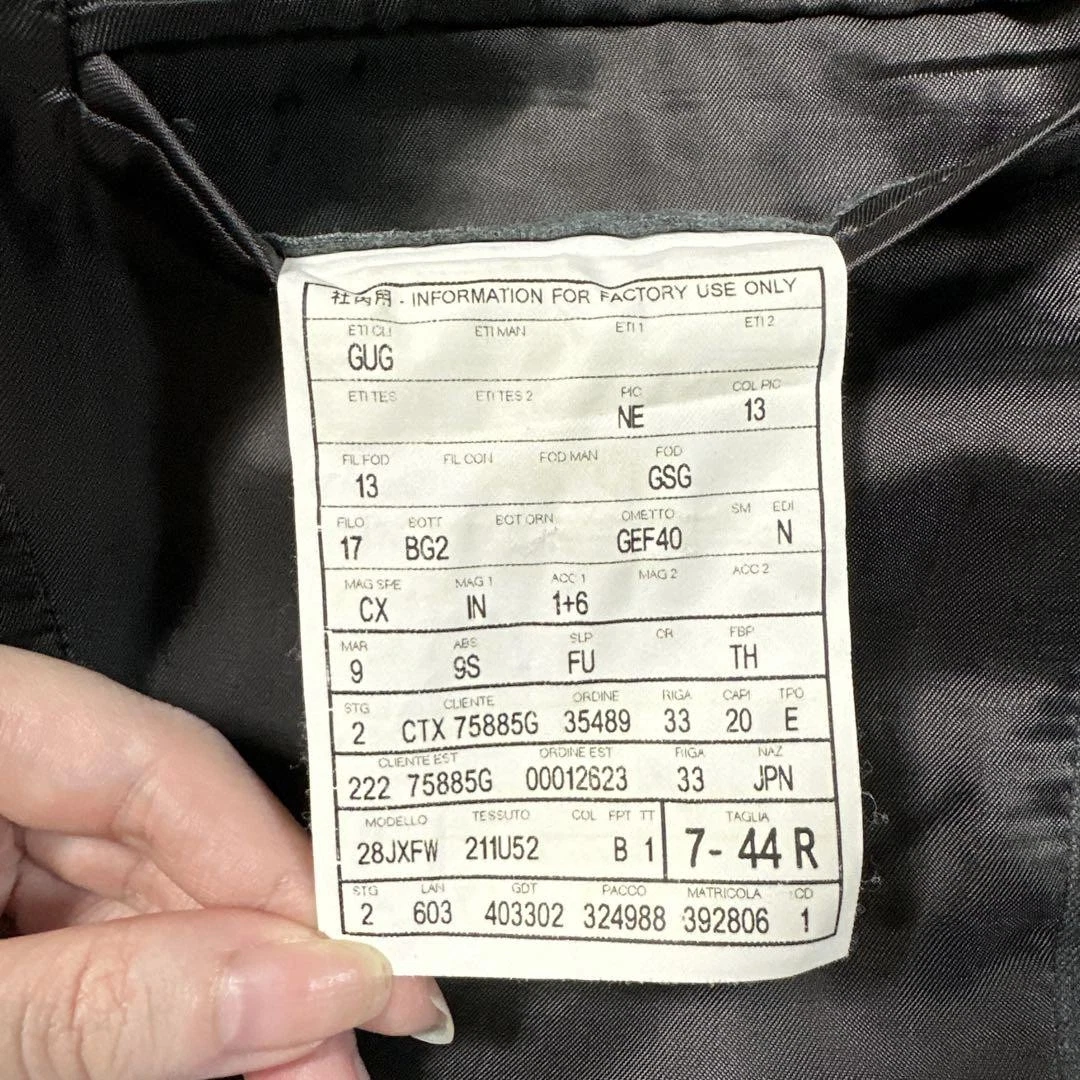 社内用 - INFORMATION FOR FACTORY USE ONLY
ETI CLI ETI MAN ETI 1 ETI 2
GUG
ETI TES ETI TES 2 PIC COL PIC
NE 13
FIL FOD FIL CON FOD MAN FOD
13 GSG
FILO BOTT BOT ORN OMETTO SM EDI
17 BG2 GEF40 N
MAG SPE MAG 1 ACC 1 MAG 2 ACC 2
CX IN 1+6
MAR ABS SLP CR FBP
9 9S FU TH
STG CLIENTE ORDINE RIGA CAPI TPO
2 CTX 75885G 35489 33 20 E
CLIENTE EST ORDINE EST RIGA NAZ
222 75885G 00012623 33 JPN
MODELLO TESSUTO COL FPT TT TAGLIA
28JXFW 211U52 B 1 7- 44 R
STG LAN GDT PACCO MATRICOLA CD
2 603 403302 324988 392806 1